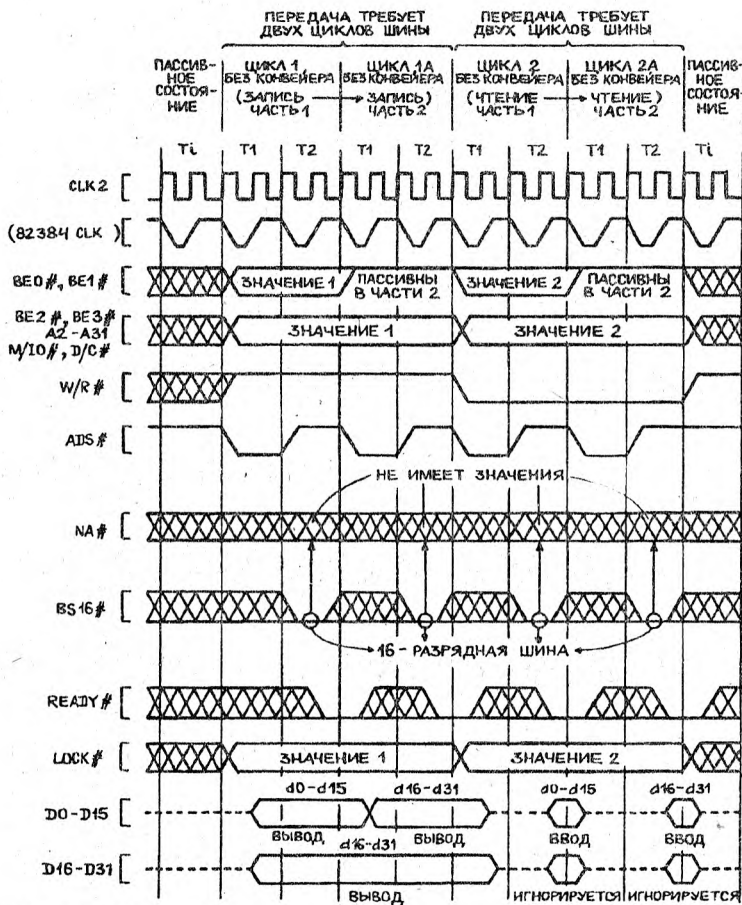 ПЕРЕДАЧА ТРЕБУЕТ ДВУХ ЦИКЛОВ ШИНЫ
ПЕРЕДАЧА ТРЕБУЕТ ДВУХ ЦИКЛОВ ШИНЫ
ПАССИВ-
НОЕ
СОСТОЯ-
НИЕ
ЦИКЛ 1
БЕЗ КОНВЕЙЕРА
(ЗАПИСЬ
ЧАСТЬ 1
ЦИКЛ 1А
БЕЗ КОНВЕЙЕРА
ЗАПИСЬ)
ЧАСТЬ 2
ЦИКЛ 2
БЕЗ КОНВЕЙЕРА
(ЧТЕНИЕ
ЧАСТЬ 1
ЦИКЛ 2А
БЕЗ КОНВЕЙЕРА
ЧТЕНИЕ)
ЧАСТЬ 2
ПАССИВ-
НОЕ
СОСТОЯ-
НИЕ
Ti T1 T2 T1 T2 T1 T2 T1 T2 Ti
CLK2
(82384 CLK)
BE0#, BE1# ЗНАЧЕНИЕ 1 ПАССИВНЫ В ЧАСТИ 2 ЗНАЧЕНИЕ 2 ПАССИВНЫ В ЧАСТИ 2
BE2#, BE3#
A2-A31
M/IO#, D/C#
ЗНАЧЕНИЕ 1 ЗНАЧЕНИЕ 2
W/R#
ADS#
НЕ ИМЕЕТ ЗНАЧЕНИЯ
NA#
BS16#
16-РАЗРЯДНАЯ ШИНА
READY#
LOCK# ЗНАЧЕНИЕ 1 ЗНАЧЕНИЕ 2
d0-d15 d16-d31 d0-d15 d16-d31
D0-D15
ВЫВОД ВЫВОД ВВОД ВВОД
d16-d31
D16-D31
ВЫВОД ИГНОРИРУЕТСЯ ИГНОРИРУЕТСЯ